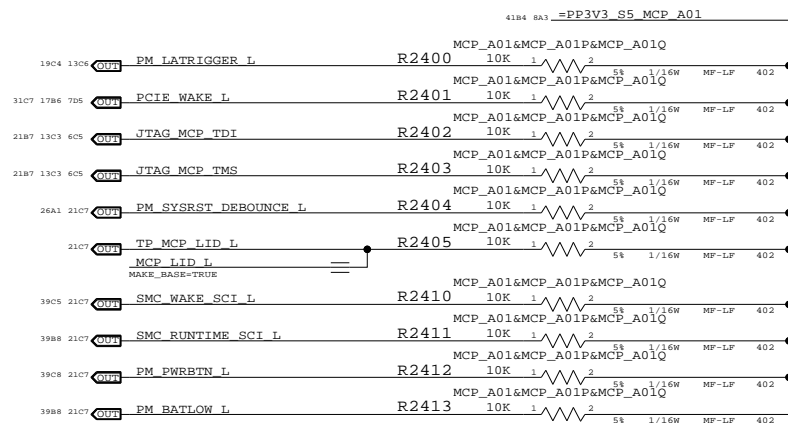 41B4 8A3 =PP3V3_S5_MCP_A01
MCP_A01&MCP_A01P&MCP_A01Q
19C4 13C6 OUT PM_LATRIGGER_L R2400 10K 1 2
5% 1/16W MF-LF 402
MCP_A01&MCP_A01P&MCP_A01Q
31C7 17B6 7D5 OUT PCIE_WAKE_L R2401 10K 1 2
5% 1/16W MF-LF 402
MCP_A01&MCP_A01P&MCP_A01Q
21B7 13C3 6C5 OUT JTAG_MCP_TDI R2402 10K 1 2
5% 1/16W MF-LF 402
MCP_A01&MCP_A01P&MCP_A01Q
21B7 13C3 6C5 OUT JTAG_MCP_TMS R2403 10K 1 2
5% 1/16W MF-LF 402
MCP_A01&MCP_A01P&MCP_A01Q
26A1 21C7 OUT PM_SYSRST_DEBOUNCE_L R2404 10K 1 2
5% 1/16W MF-LF 402
MCP_A01&MCP_A01P&MCP_A01Q
21C7 OUT TP_MCP_LID_L R2405 10K 1 2
5% 1/16W MF-LF 402
MCP_LID_L
MAKE_BASE=TRUE
MCP_A01&MCP_A01P&MCP_A01Q
39C5 21C7 OUT SMC_WAKE_SCI_L R2410 10K 1 2
5% 1/16W MF-LF 402
MCP_A01&MCP_A01P&MCP_A01Q
39B8 21C7 OUT SMC_RUNTIME_SCI_L R2411 10K 1 2
5% 1/16W MF-LF 402
MCP_A01&MCP_A01P&MCP_A01Q
39C8 21C7 OUT PM_PWRBTN_L R2412 10K 1 2
5% 1/16W MF-LF 402
MCP_A01&MCP_A01P&MCP_A01Q
39B8 21C7 OUT PM_BATLOW_L R2413 10K 1 2
5% 1/16W MF-LF 402